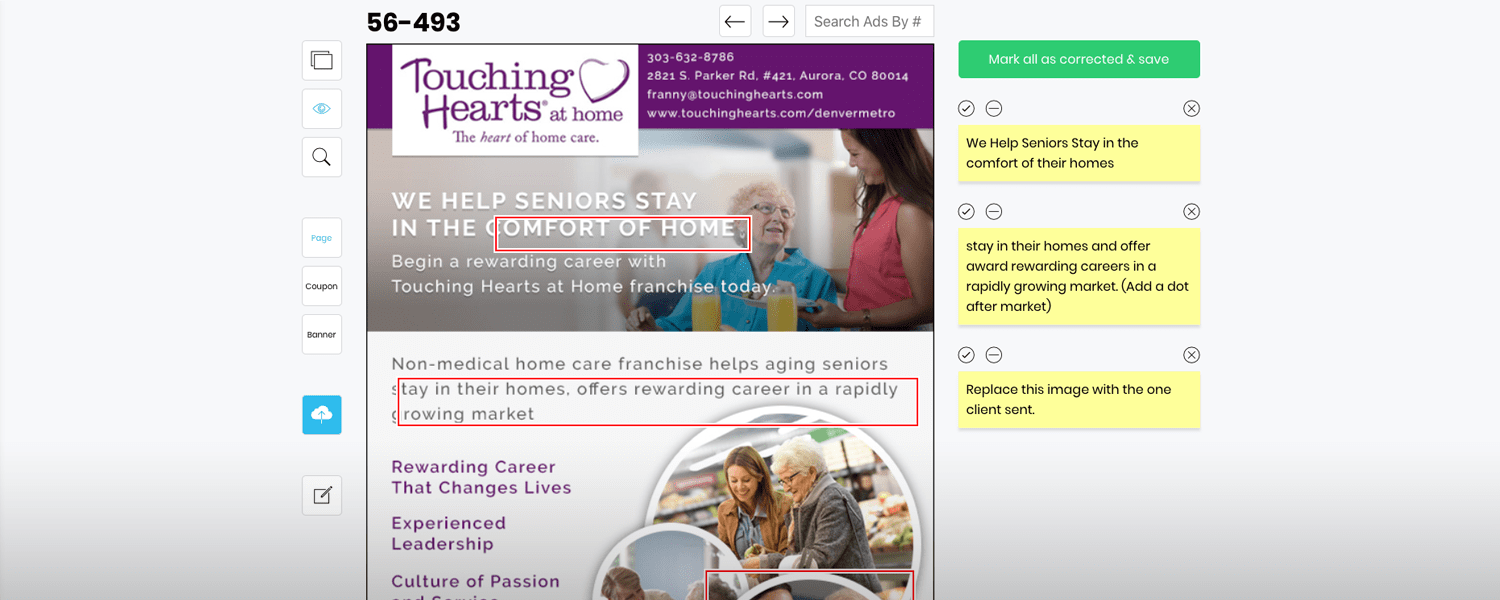 56-493
Search Ads By #
Touching
Hearts® at home
The heart of home care.
303-632-8786
2821 S. Parker Rd, #421, Aurora, CO 80014
franny@touchinghearts.com
www.touchinghearts.com/denvermetro
WE HELP SENIORS STAY
IN THE COMFORT OF HOME.
Begin a rewarding career with
Touching Hearts at Home franchise today.
Non-medical home care franchise helps aging seniors
stay in their homes, offers rewarding career in a rapidly
growing market
Rewarding Career
That Changes Lives
Experienced
Leadership
Culture of Passion
and Service
Page
Coupon
Banner
Mark all as corrected & save
We Help Seniors Stay in the
comfort of their homes
stay in their homes and offer
award rewarding careers in a
rapidly growing market. (Add a dot
after market)
Replace this image with the one
client sent.